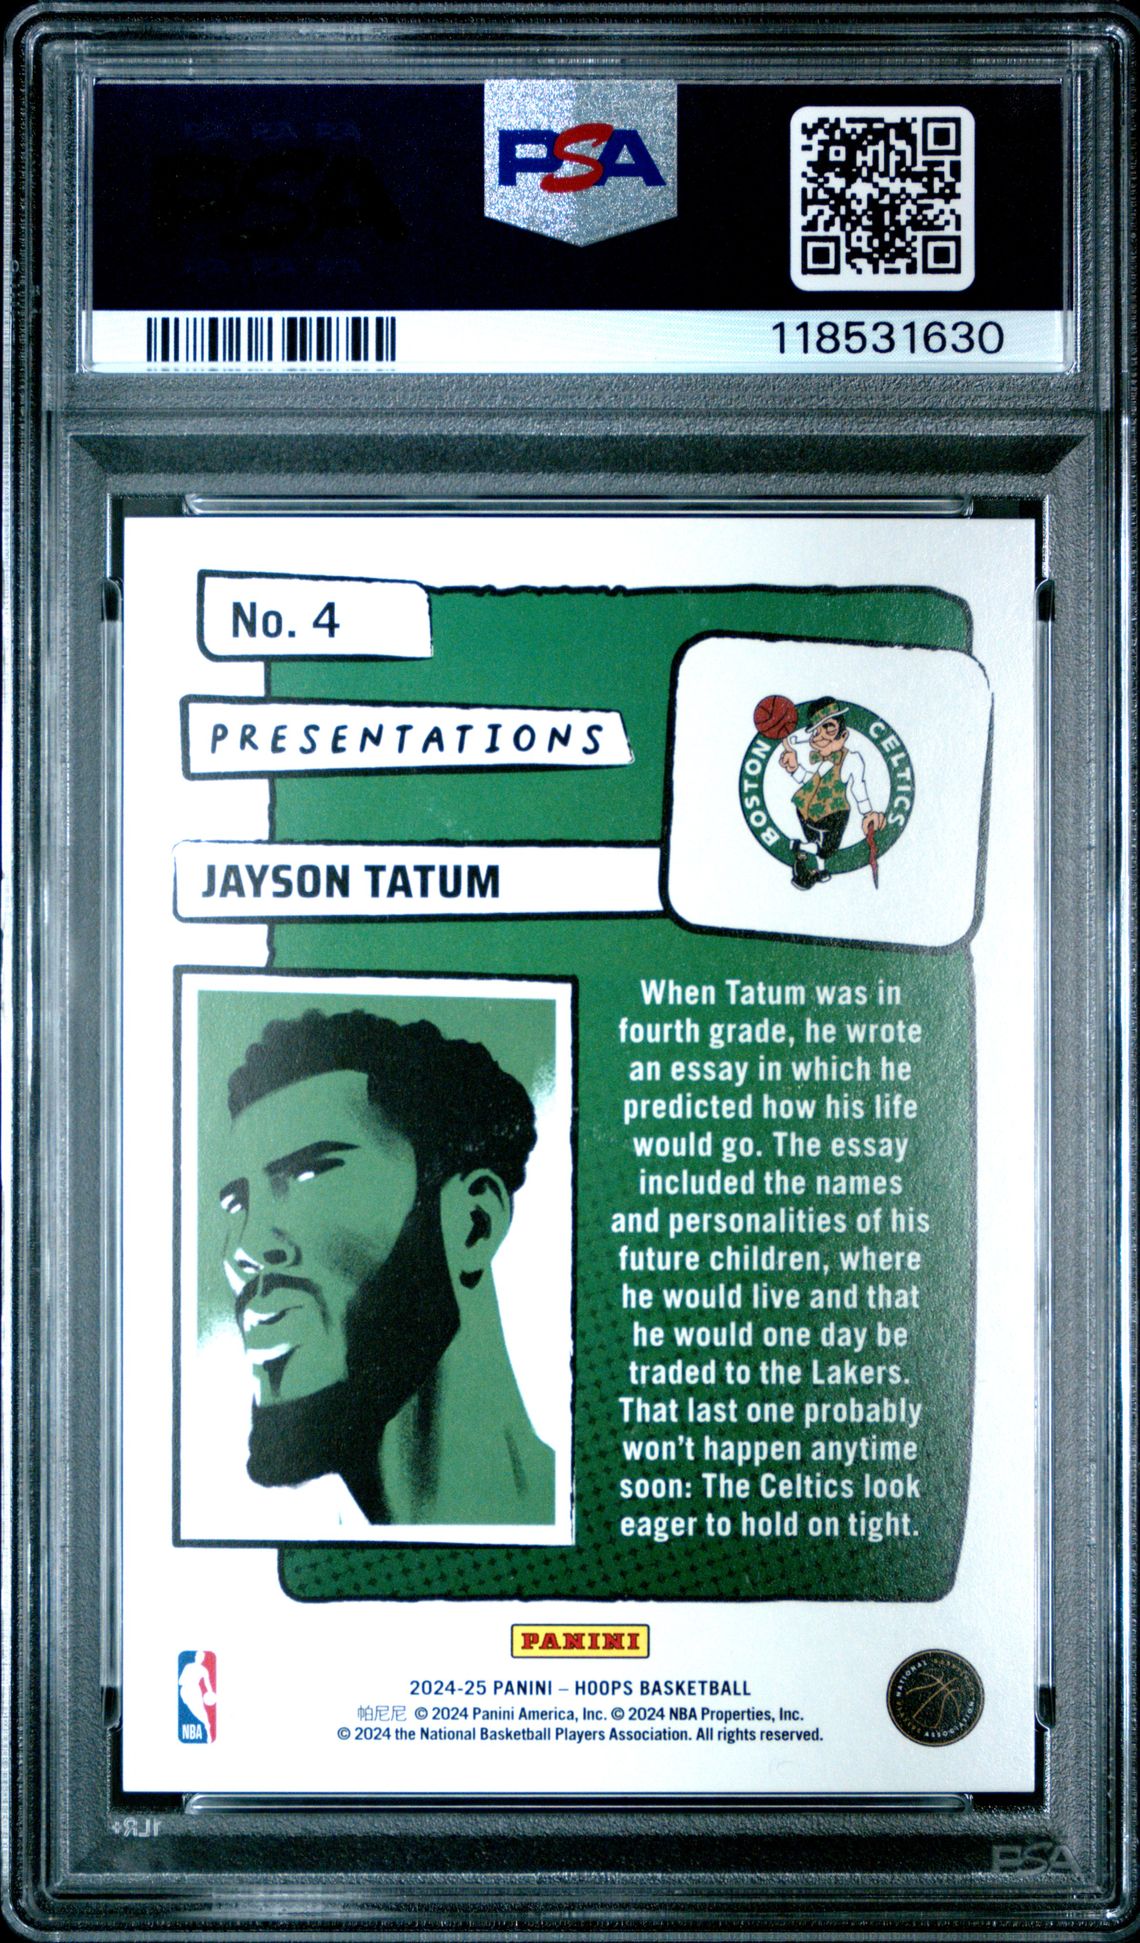 PSA
118531630
No. 4
PRESENTATIONS
JAYSON TATUM
BOSTON CELTICS
When Tatum was in
fourth grade, he wrote
an essay in which he
predicted how his life
would go. The essay
included the names
and personalities of his
future children, where
he would live and that
he would one day be
traded to the Lakers.
That last one probably
won't happen anytime
soon: The Celtics look
eager to hold on tight.
PANINI
NBA
2024-25 PANINI – HOOPS BASKETBALL
帕尼尼 © 2024 Panini America, Inc. © 2024 NBA Properties, Inc.
© 2024 the National Basketball Players Association. All rights reserved.
PSA